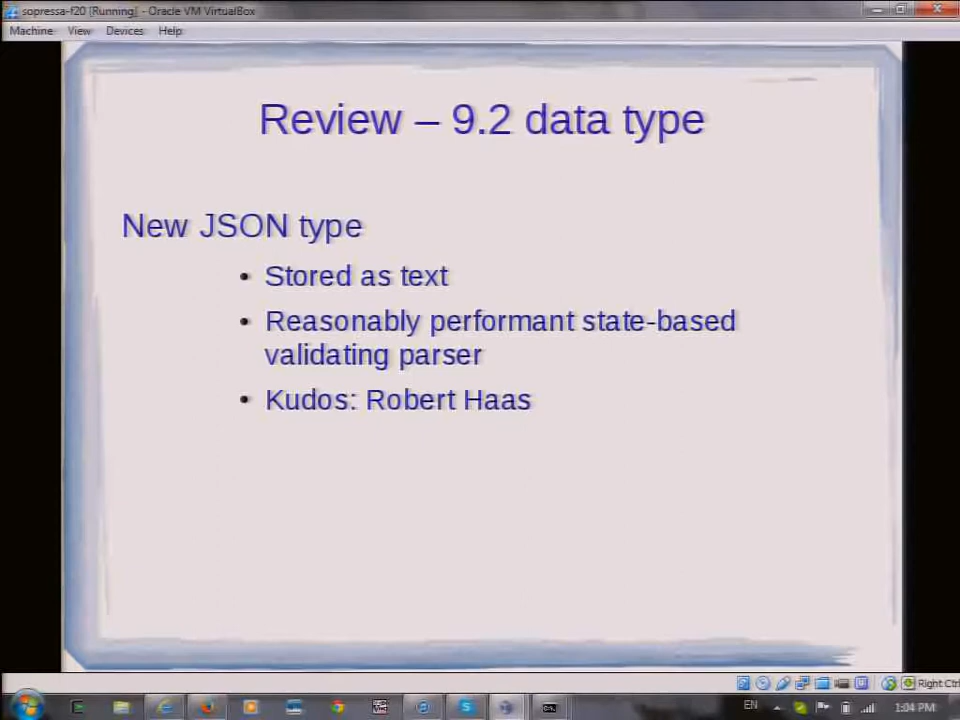 sopressa-f20 [Running] - Oracle VM VirtualBox
Machine View Devices Help
Review – 9.2 data type
New JSON type
• Stored as text
• Reasonably performant state-based
validating parser
• Kudos: Robert Haas
Right Ctrl
EN 1:04 PM